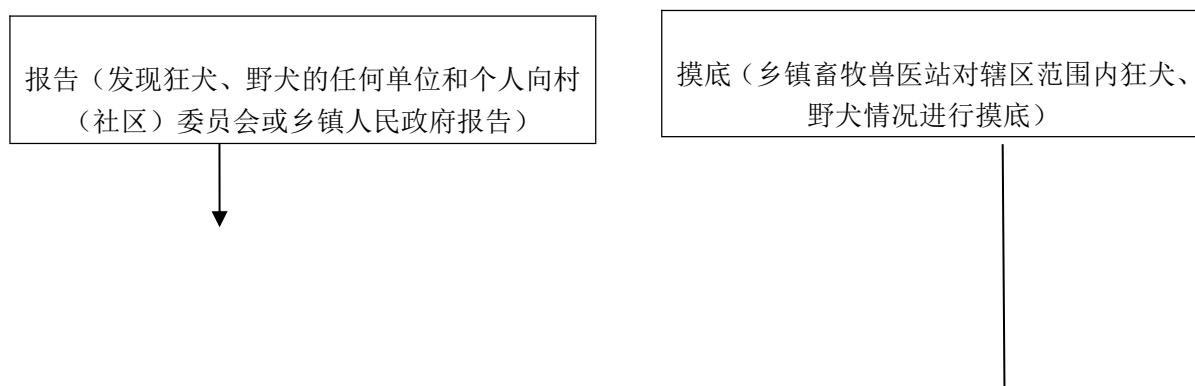 报告（发现狂犬、野犬的任何单位和个人向村
（社区）委员会或乡镇人民政府报告）
摸底（乡镇畜牧兽医站对辖区范围内狂犬、
野犬情况进行摸底）